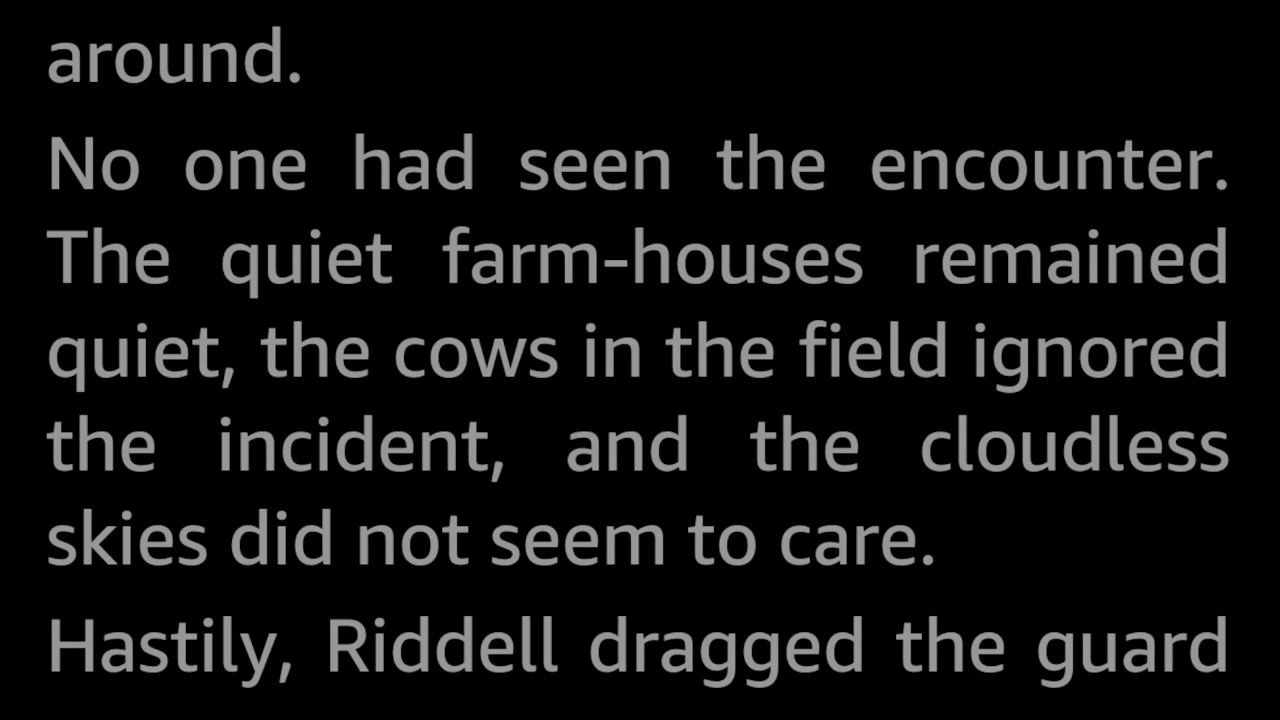 around.
No one had seen the encounter.
The quiet farm-houses remained
quiet, the cows in the field ignored
the incident, and the cloudless
skies did not seem to care.
Hastily, Riddell dragged the guard